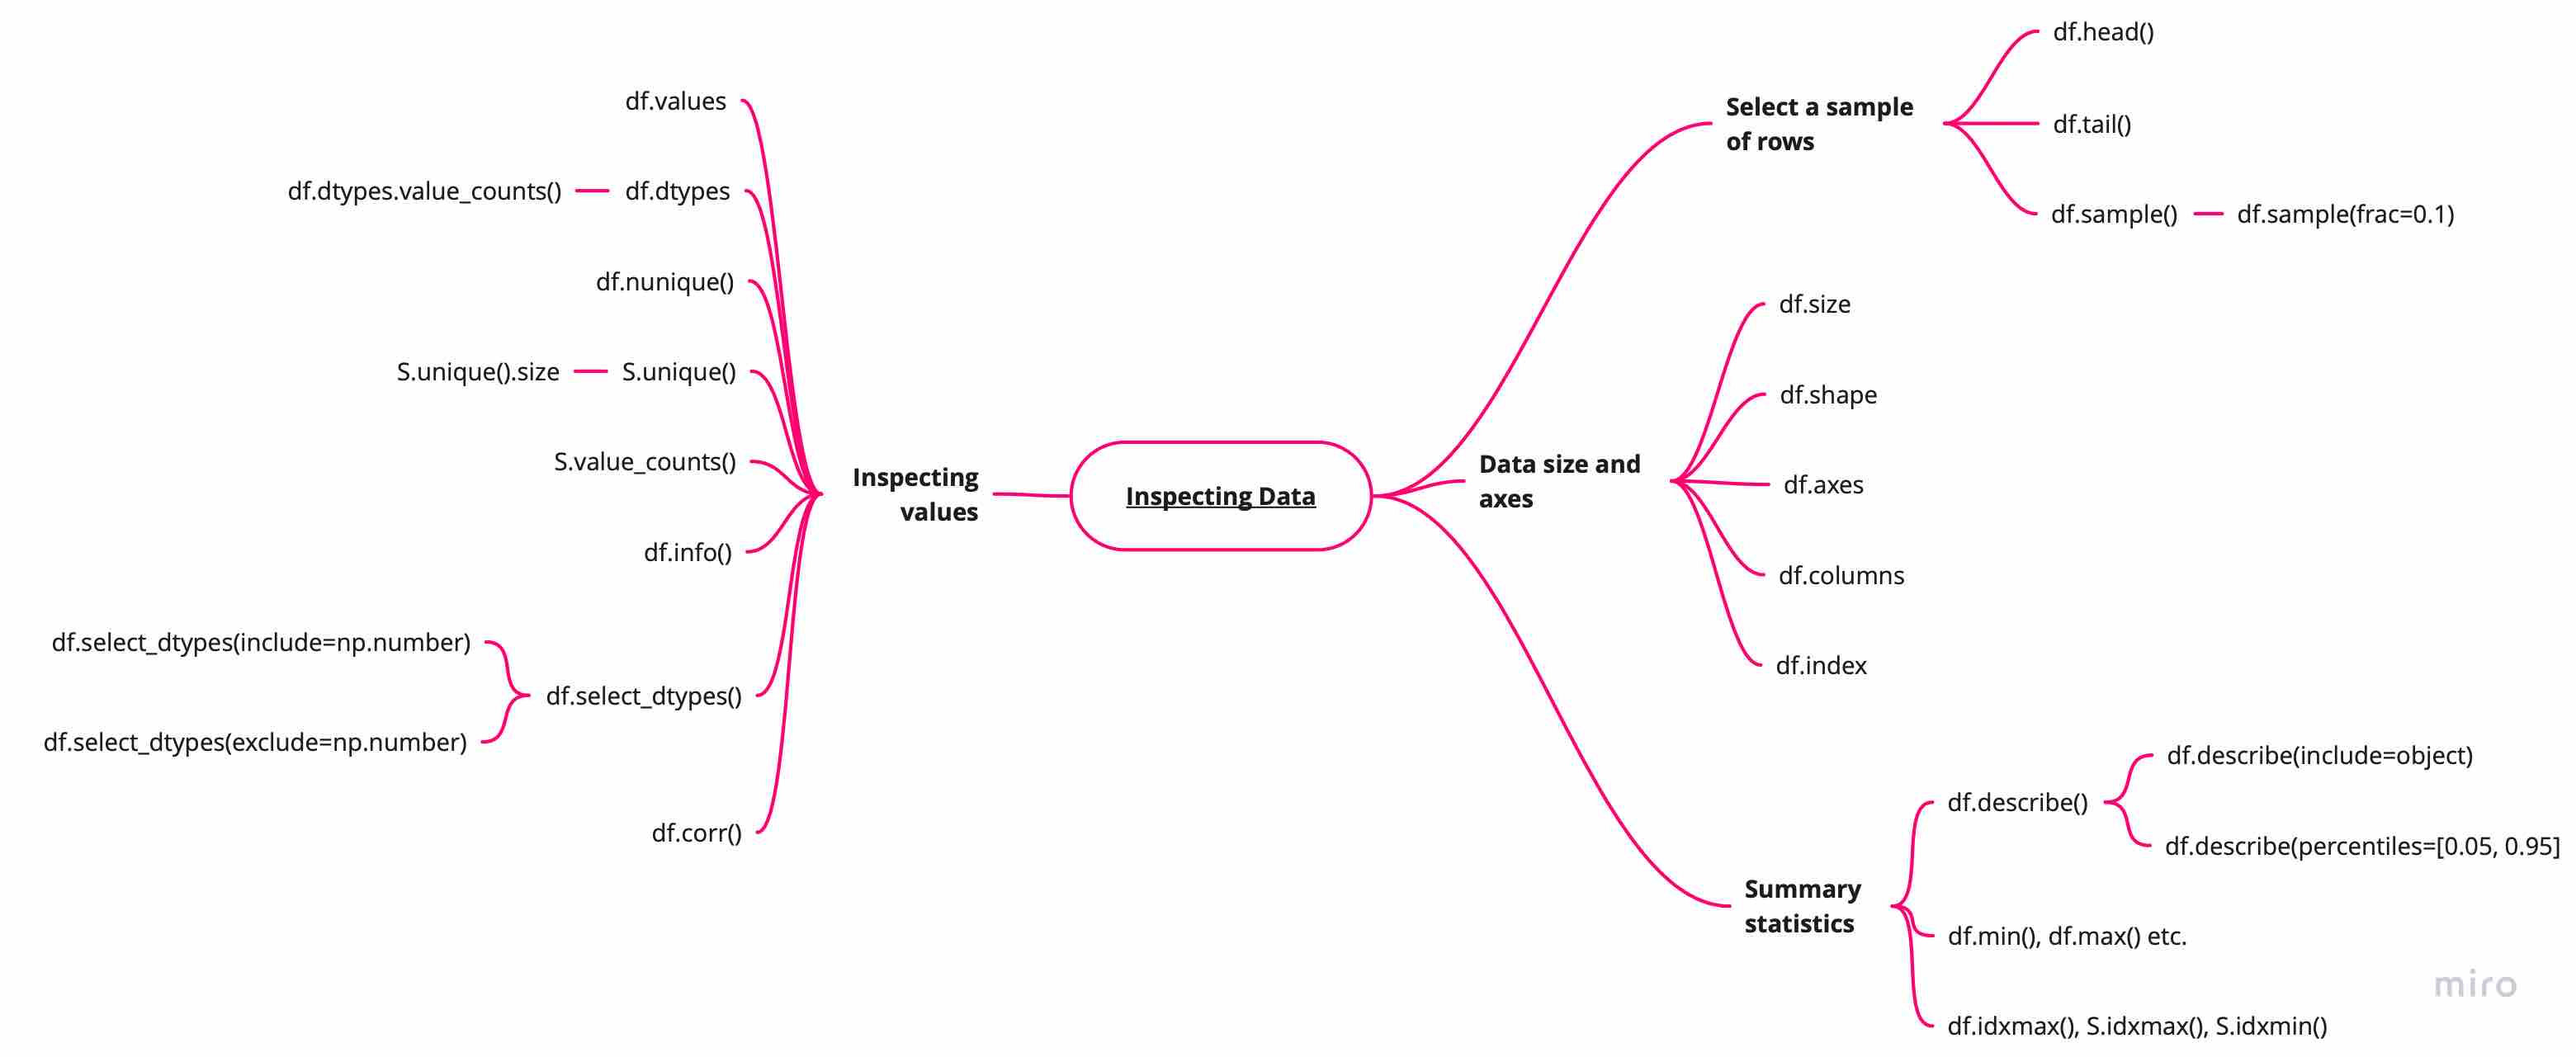 Inspecting Data
Inspecting
values
df.values
df.dtypes
df.dtypes.value_counts()
df.nunique()
S.unique()
S.unique().size
S.value_counts()
df.info()
df.select_dtypes()
df.select_dtypes(include=np.number)
df.select_dtypes(exclude=np.number)
df.corr()
Select a sample
of rows
df.head()
df.tail()
df.sample()
df.sample(frac=0.1)
Data size and
axes
df.size
df.shape
df.axes
df.columns
df.index
Summary
statistics
df.describe()
df.describe(include=object)
df.describe(percentiles=[0.05, 0.95]
df.min(), df.max() etc.
df.idxmax(), S.idxmax(), S.idxmin()
miro